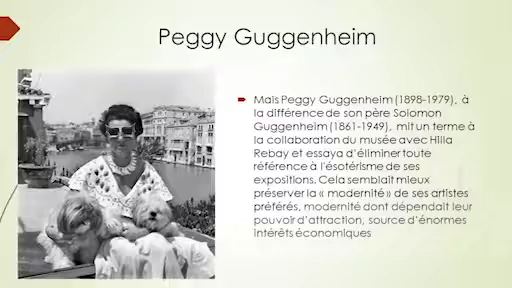 Peggy Guggenheim
Mais Peggy Guggenheim (1898-1979), à
la différence de son père Solomon
Guggenheim (1861-1949), mit un terme à
la collaboration du musée avec Hilla
Rebay et essaya d'éliminer toute
référence à l'ésotérisme de ses
expositions. Cela semblait mieux
préserver la « modernité » de ses artistes
préférés, modernité dont dépendait leur
pouvoir d'attraction, source d'énormes
intérêts économiques